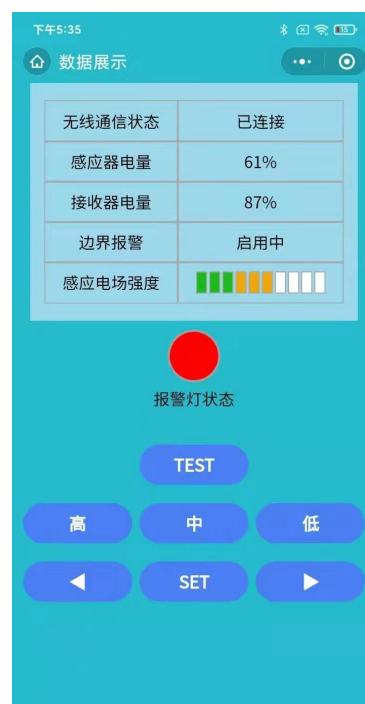 下午5:35
15
数据展示
无线通信状态 已连接
感应器电量 61%
接收器电量 87%
边界报警 启用中
感应电场强度
报警灯状态
TEST
高 中 低
SET